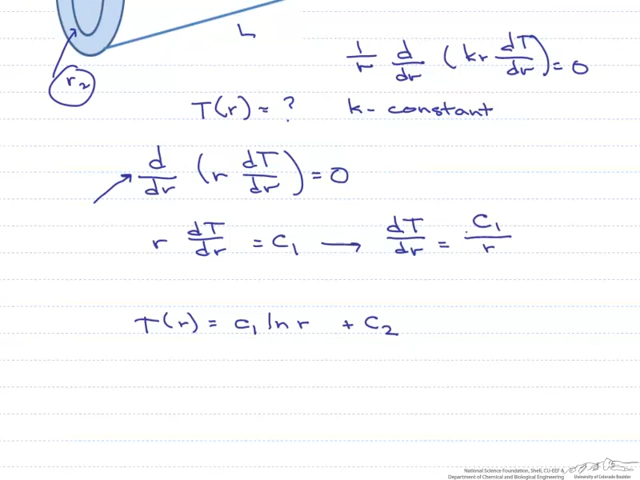 L
r₂
1/r d/dr (kr dT/dr) = 0
T(r) = ? k - constant
d/dr (r dT/dr) = 0
r dT/dr = C₁ → dT/dr = C₁/r
T(r) = C₁ ln r + C₂
National Science Foundation, Shell, CU-EEF &
Department of Chemical and Biological Engineering University of Colorado Boulder